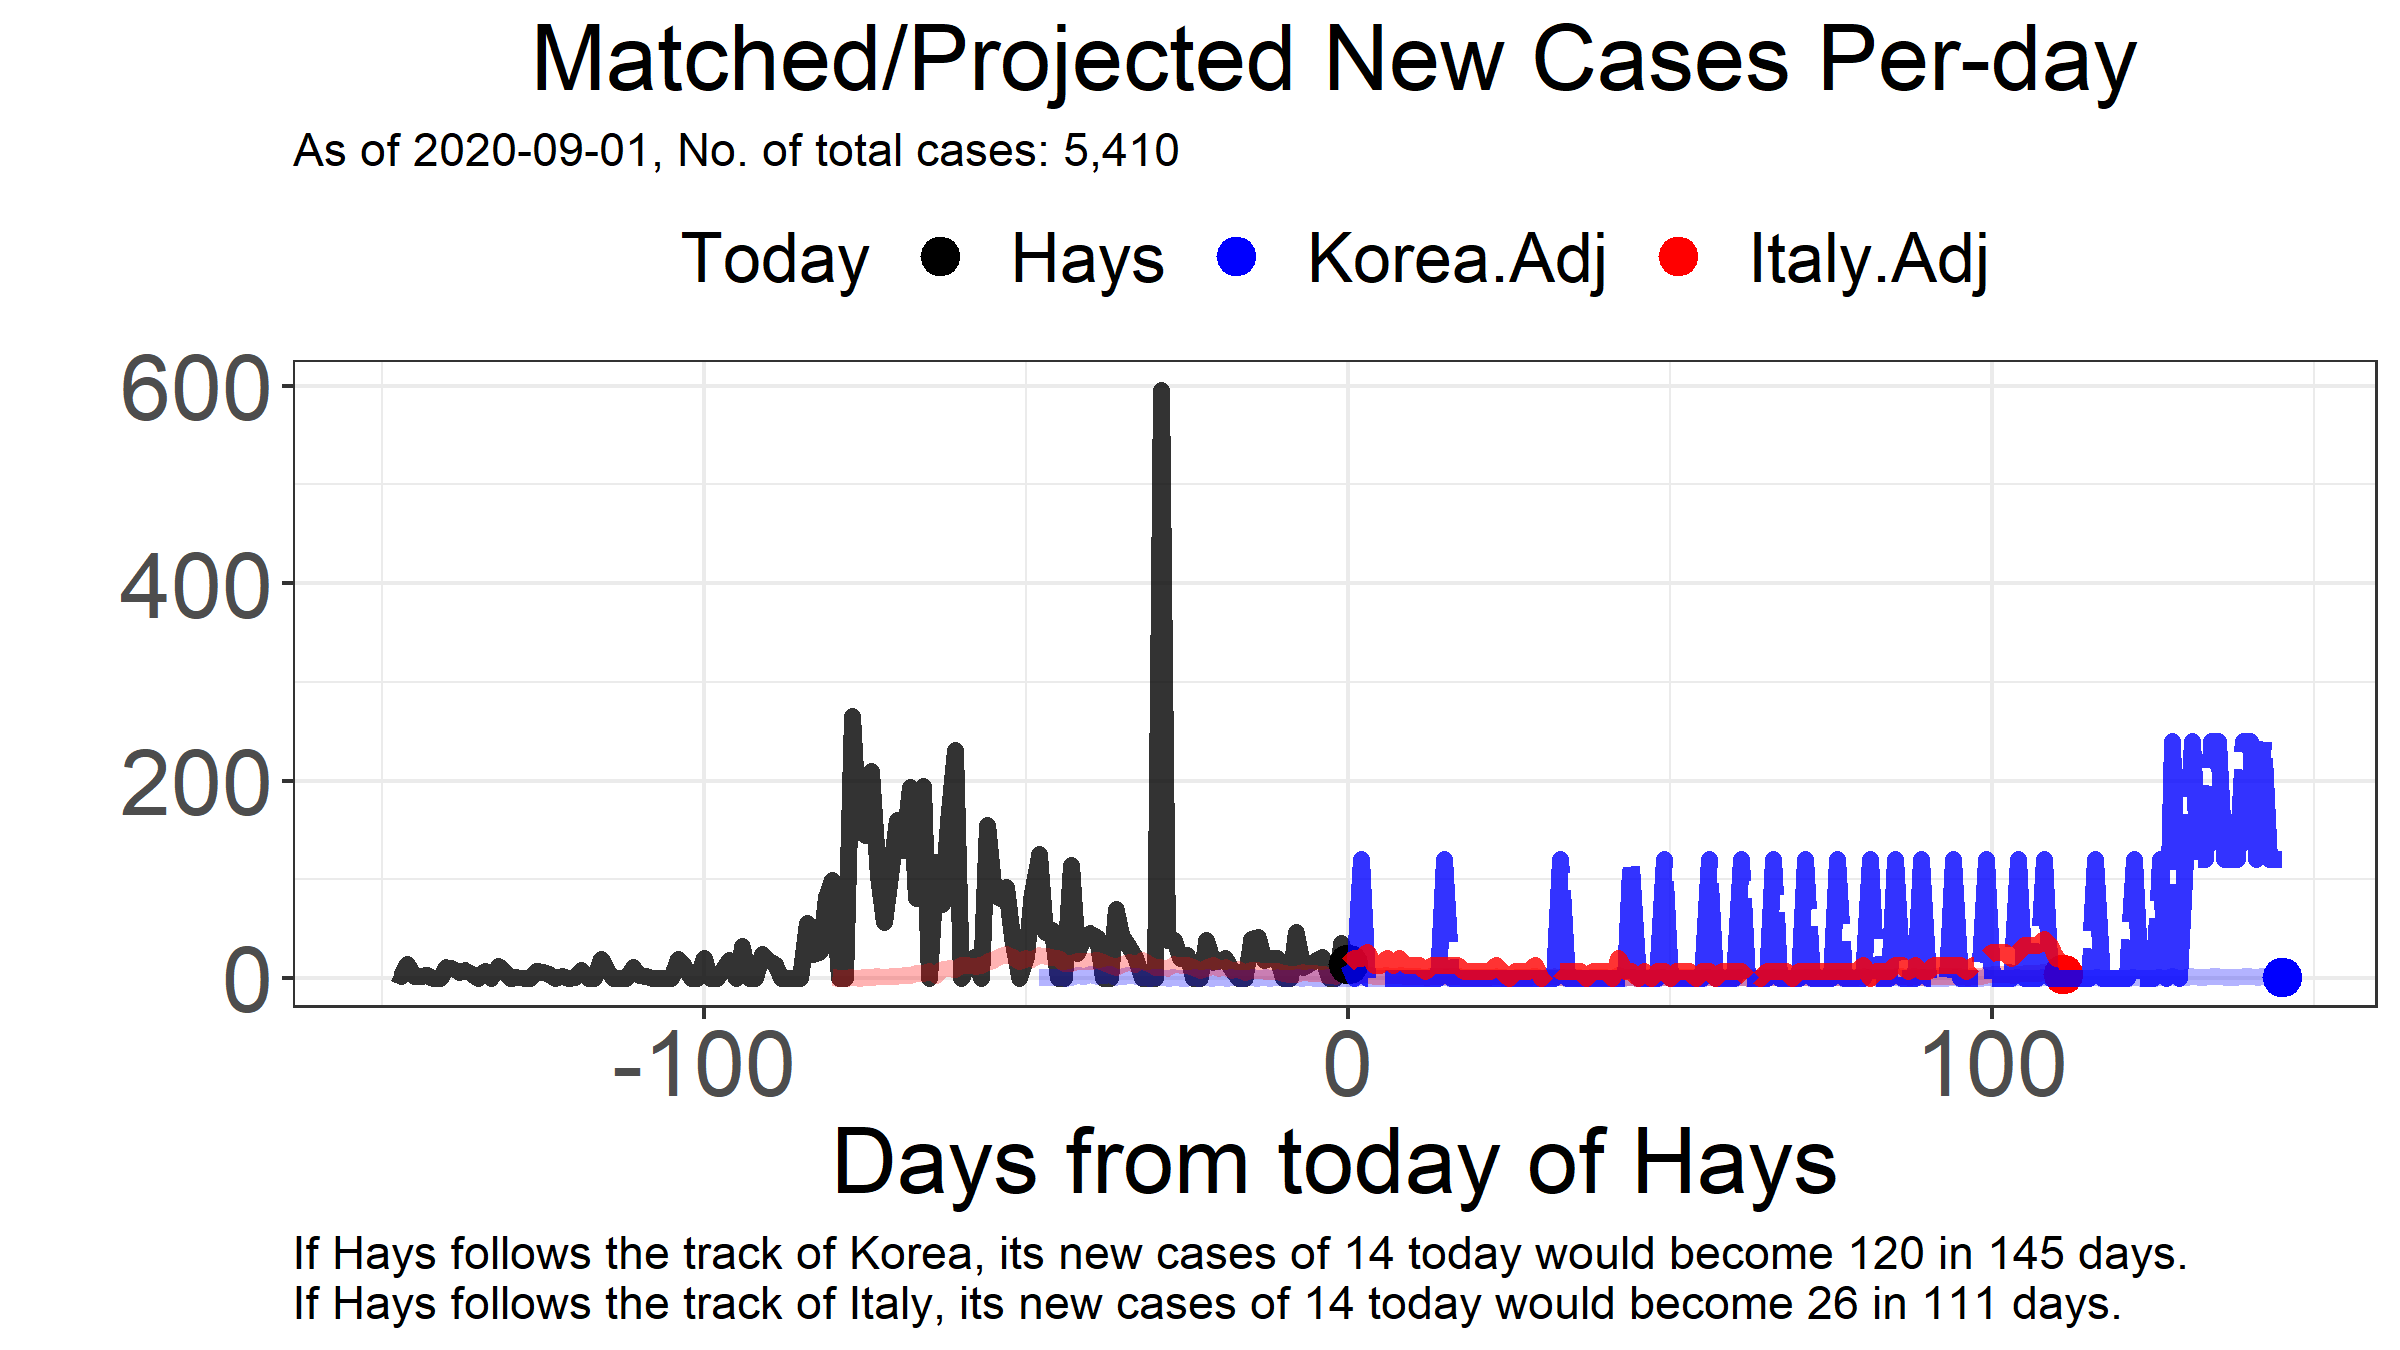 Matched/Projected New Cases Per-day
As of 2020-09-01, No. of total cases: 5,410
Today Hays Korea.Adj Italy.Adj
600
400
200
0
-100 0 100
Days from today of Hays
If Hays follows the track of Korea, its new cases of 14 today would become 120 in 145 days.
If Hays follows the track of Italy, its new cases of 14 today would become 26 in 111 days.